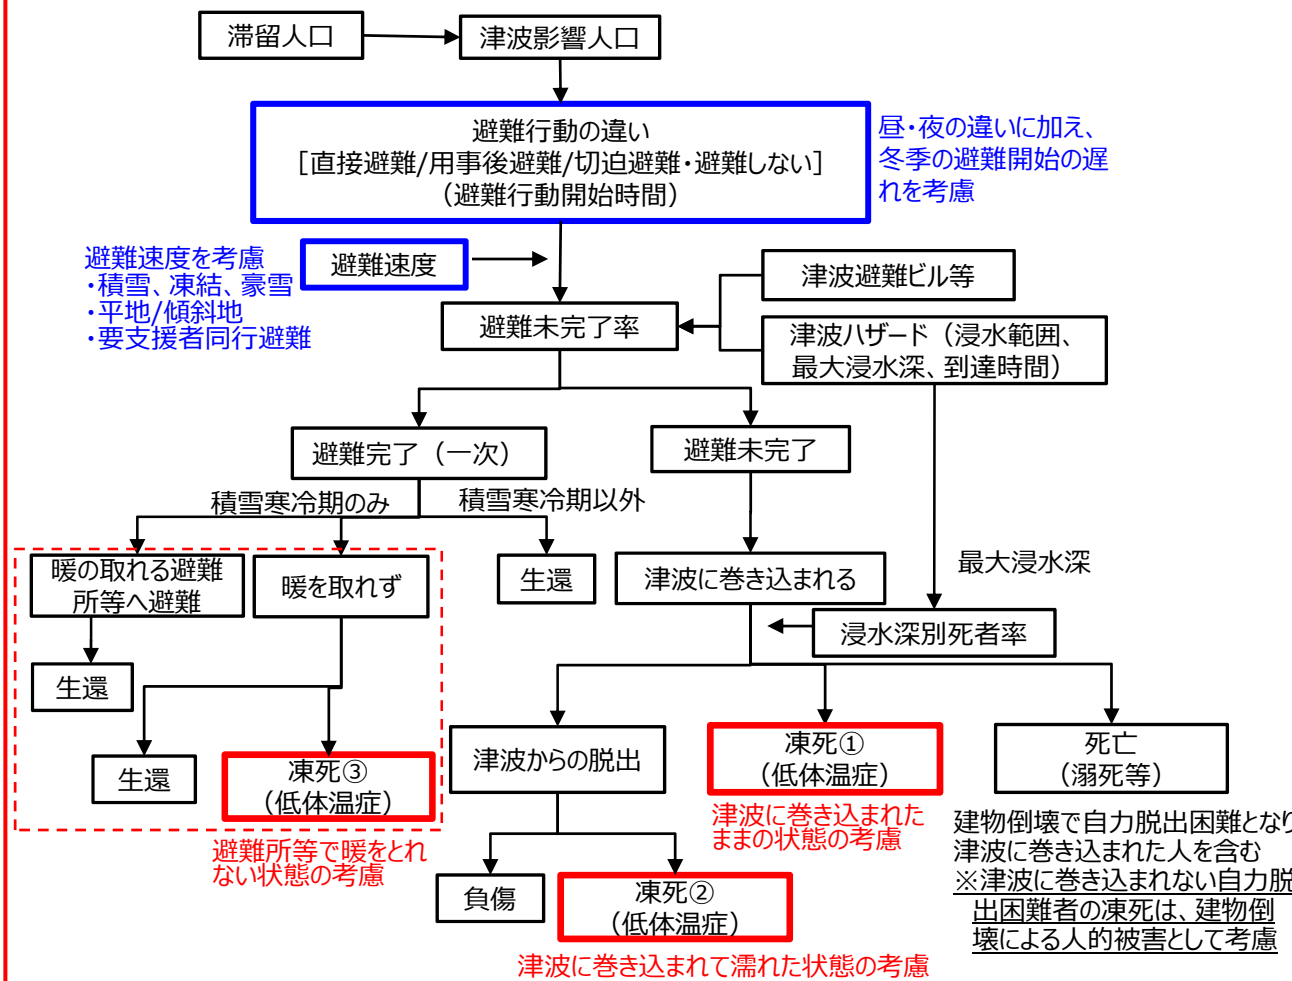 滞留人口
津波影響人口
避難行動の違い
［直接避難/用事後避難/切迫避難・避難しない］
（避難行動開始時間）
昼・夜の違いに加え、
冬季の避難開始の遅
れを考慮
避難速度を考慮
・積雪、凍結、豪雪
・平地/傾斜地
・要支援者同行避難
避難速度
津波避難ビル等
避難未完了率
津波ハザード（浸水範囲、
最大浸水深、到達時間）
避難完了（一次）
避難未完了
積雪寒冷期のみ
積雪寒冷期以外
暖の取れる避難
所等へ避難
暖を取れず
生還
津波に巻き込まれる
最大浸水深
浸水深別死者率
生還
生還
凍死③
（低体温症）
津波からの脱出
凍死①
（低体温症）
死亡
（溺死等）
避難所等で暖をとれ
ない状態の考慮
津波に巻き込まれた
ままの状態の考慮
建物倒壊で自力脱出困難となり
津波に巻き込まれた人を含む
※津波に巻き込まれない自力脱
出困難者の凍死は、建物倒
壊による人的被害として考慮
負傷
凍死②
（低体温症）
津波に巻き込まれて濡れた状態の考慮